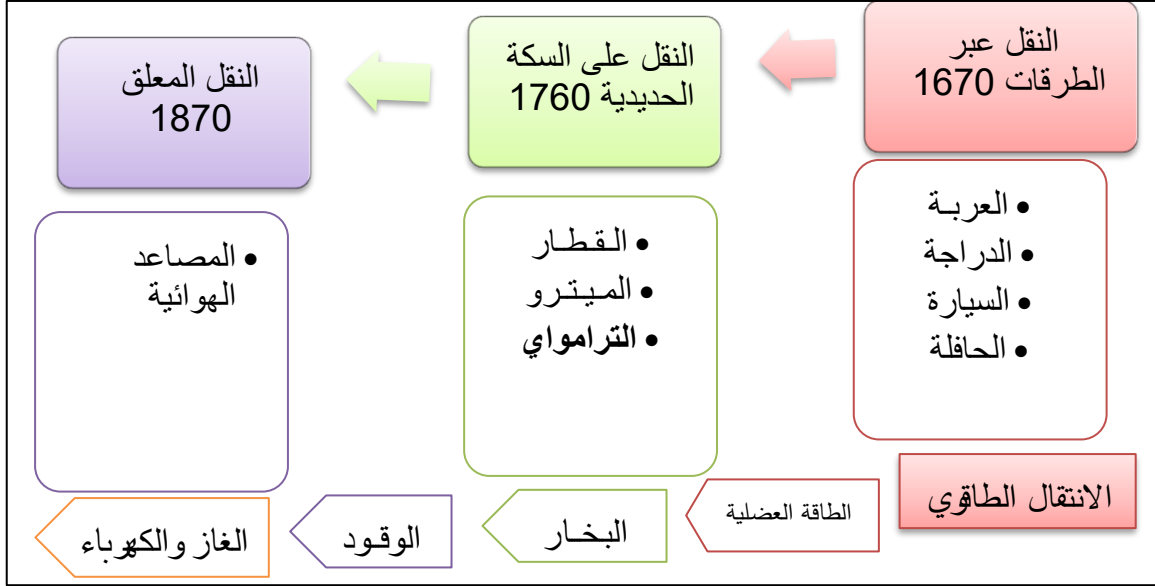 النقل عبر
الطرقات 1670
النقل على السكة
الحديدية 1760
النقل المعلق
1870
• العربة
• الدراجة
• السيارة
• الحافلة
• القطار
• الميترو
• الترامواي
• المصاعد
الهوائية
الانتقال الطاقوي
الطاقة العضلية
البخار
الوقود
الغاز والكهرباء